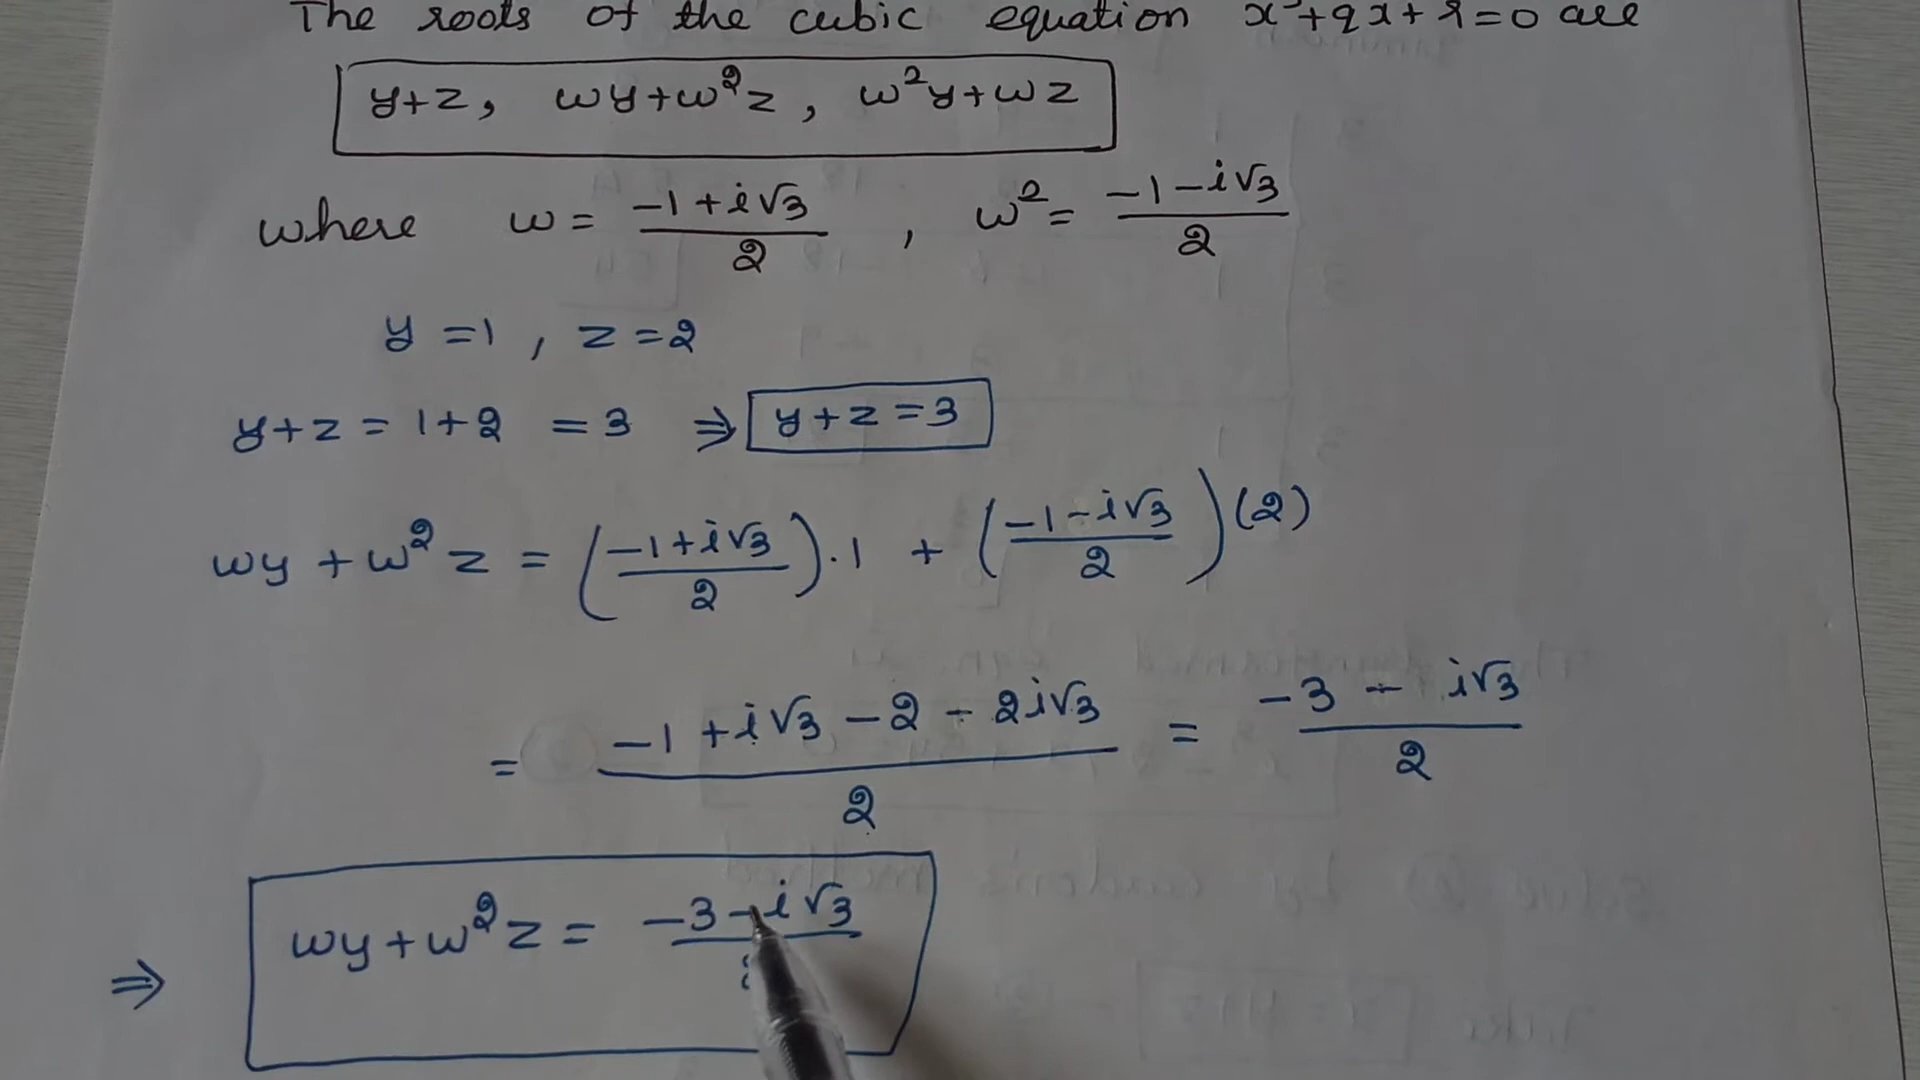 The roots of the cubic equation x³+qx+r=0 are
y+z, ωy+ω²z, ω²y+ωz
where ω = (-1+i√3)/2 , ω² = (-1-i√3)/2
y=1, z=2
y+z = 1+2 = 3 ⇒ y+z=3
ωy+ω²z = ((-1+i√3)/2).1 + ((-1-i√3)/2)(2)
= (-1+i√3-2-2i√3)/2 = (-3-i√3)/2
⇒ ωy+ω²z = (-3-i√3)/2